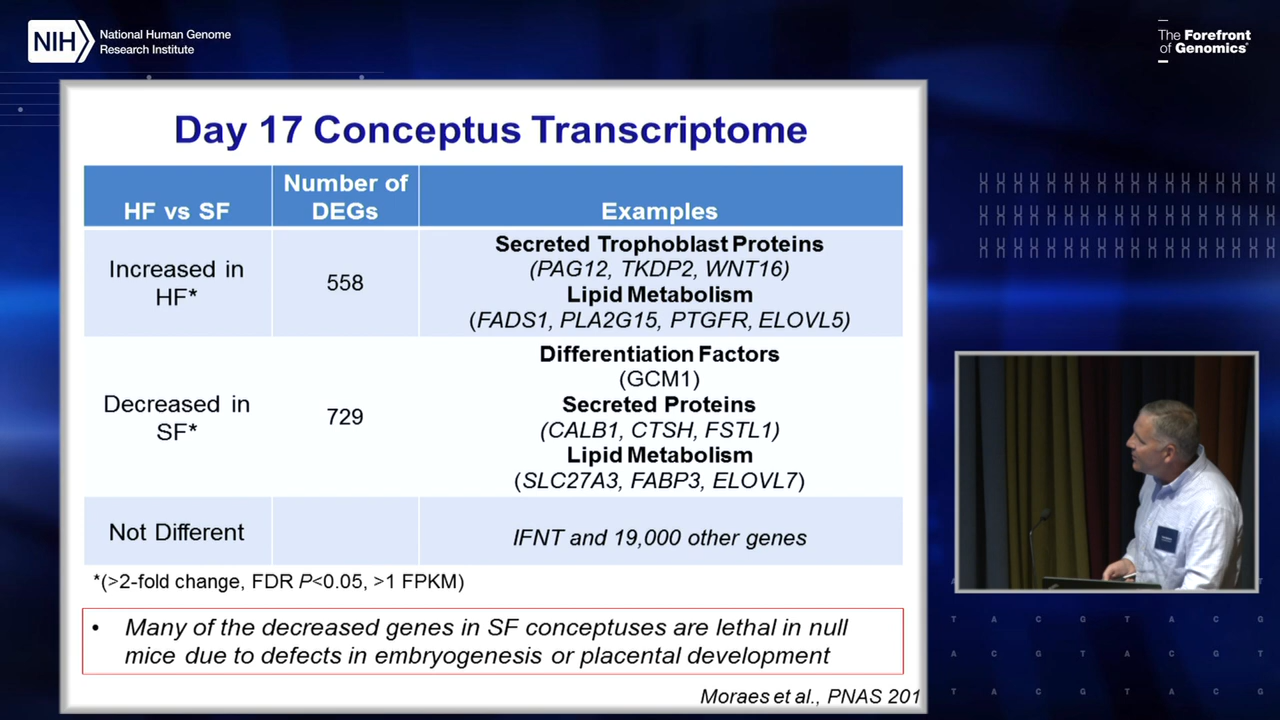 NIH
National Human Genome
Research Institute
The Forefront
of Genomics®
Day 17 Conceptus Transcriptome
HF vs SF
Number of
DEGs
Examples
Increased in
HF*
558
Secreted Trophoblast Proteins
(PAG12, TKDP2, WNT16)
Lipid Metabolism
(FADS1, PLA2G15, PTGFR, ELOVL5)
Decreased in
SF*
729
Differentiation Factors
(GCM1)
Secreted Proteins
(CALB1, CTSH, FSTL1)
Lipid Metabolism
(SLC27A3, FABP3, ELOVL7)
Not Different
IFNT and 19,000 other genes
*(>2-fold change, FDR P<0.05, >1 FPKM)
• Many of the decreased genes in SF conceptuses are lethal in null
mice due to defects in embryogenesis or placental development
Moraes et al., PNAS 201
T A C G T A C G
A C G T A C G T
T A C G T A C G